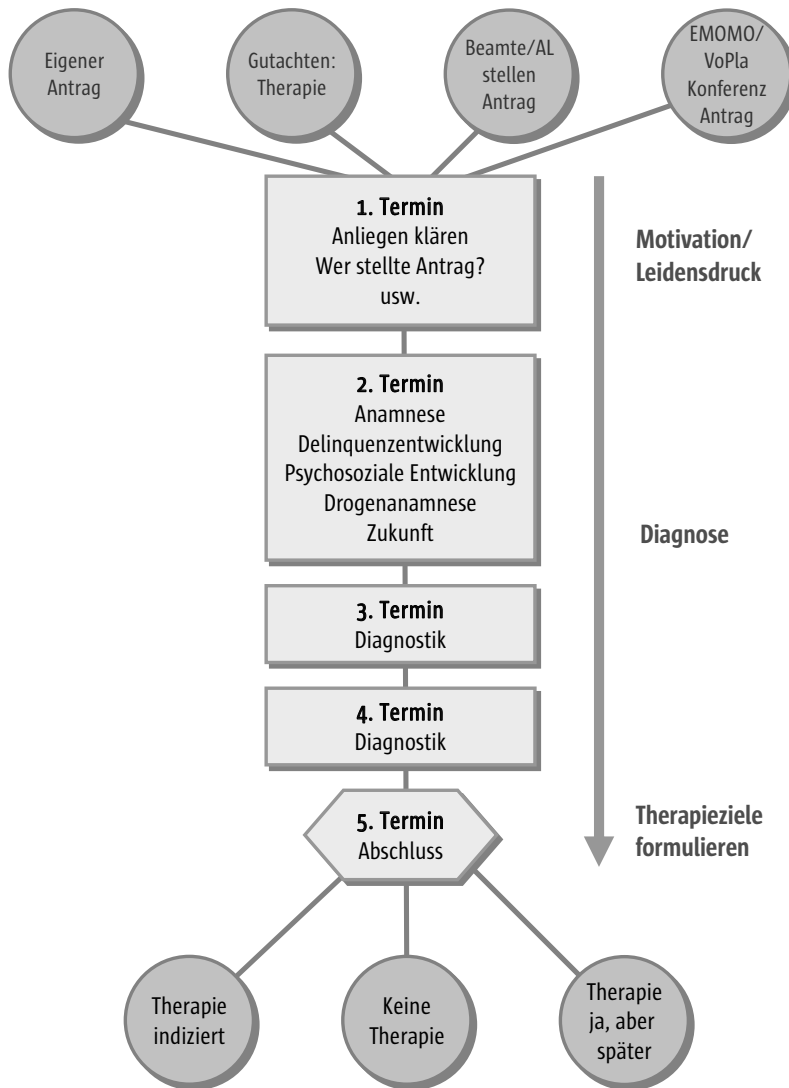 Eigener
Antrag
Gutachten:
Therapie
Beamte/AL
stellen
Antrag
EMOMO/
VoPla
Konferenz
Antrag
1. Termin
Anliegen klären
Wer stellte Antrag?
usw.
Motivation/
Leidensdruck
2. Termin
Anamnese
Delinquenzentwicklung
Psychosoziale Entwicklung
Drogenanamnese
Zukunft
Diagnose
3. Termin
Diagnostik
4. Termin
Diagnostik
5. Termin
Abschluss
Therapieziele
formulieren
Therapie
indiziert
Keine
Therapie
Therapie
ja, aber
später